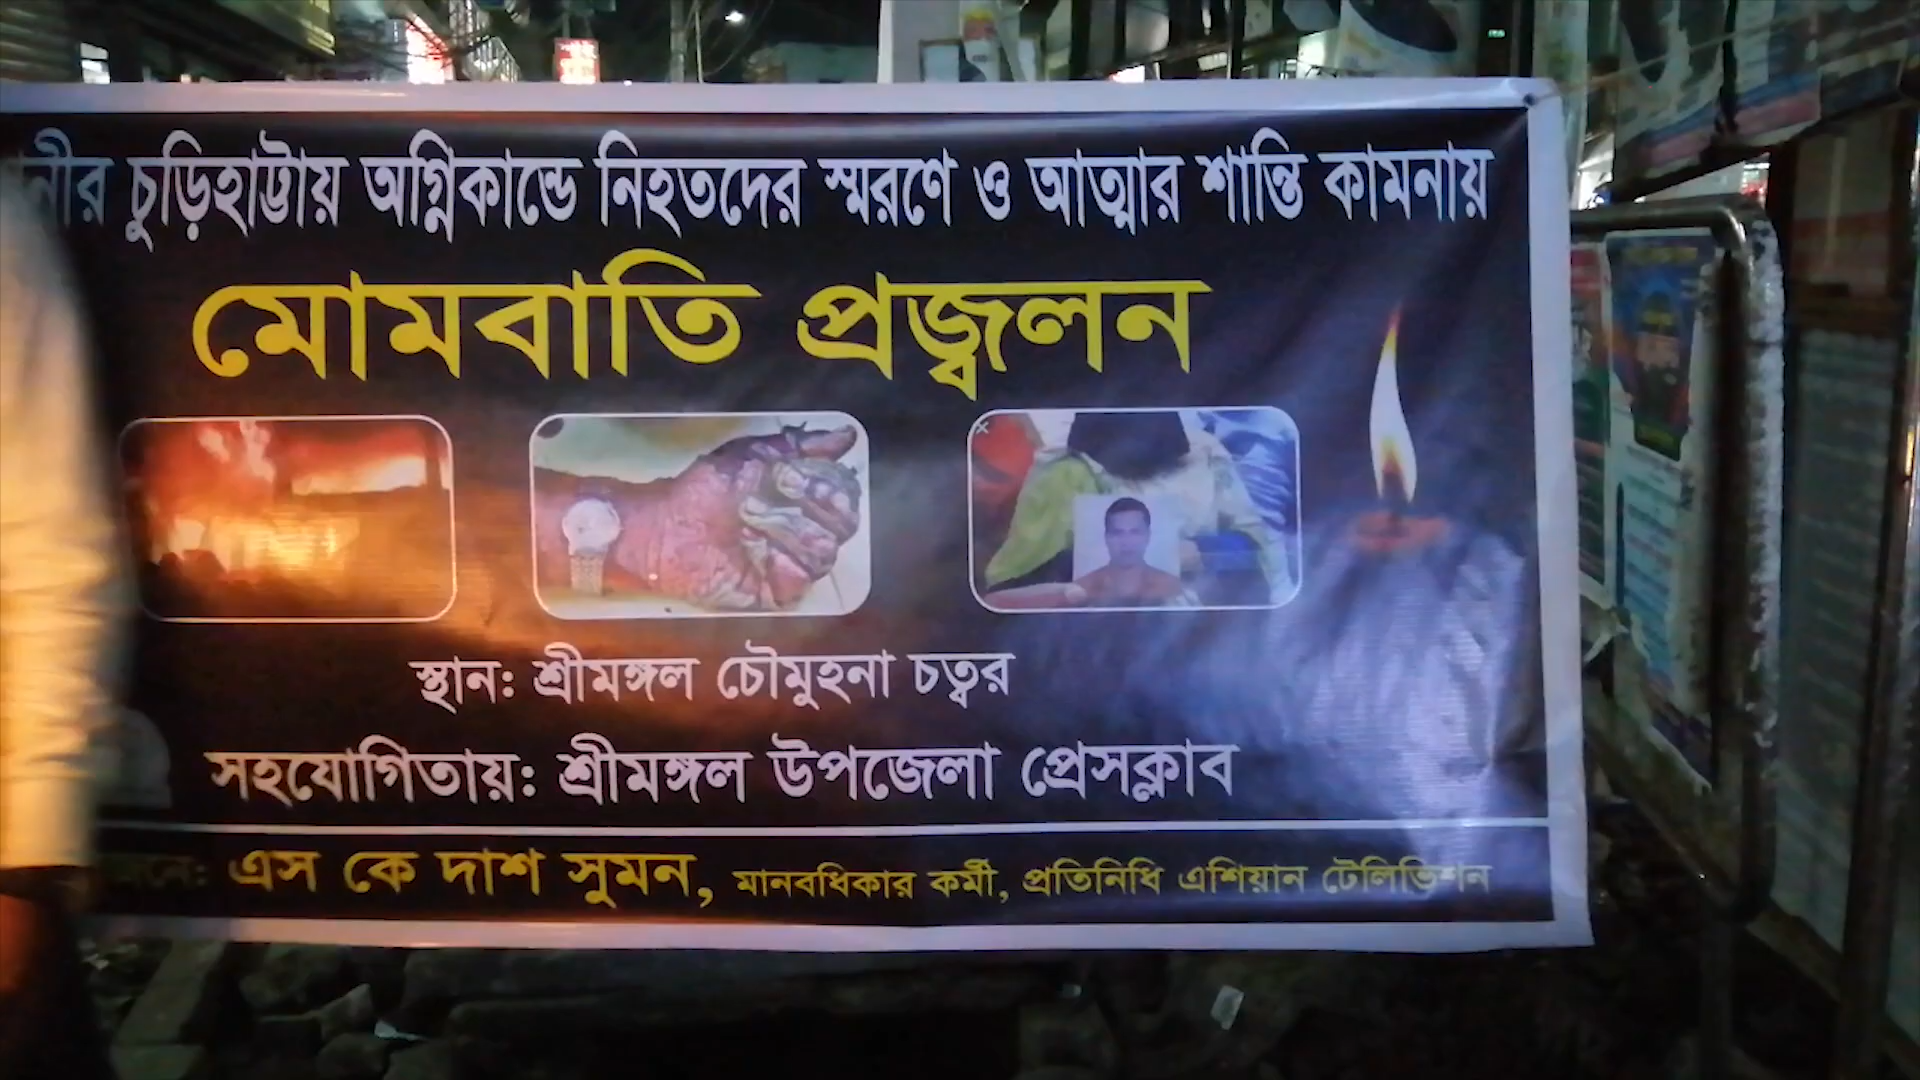 চুড়িহাট্টায় অগ্নিকান্ডে নিহতদের স্মরণে ও আত্মার শান্তি কামনায়
মোমবাতি প্রজ্বলন
স্থান: শ্রীমঙ্গল চৌমুহনা চত্বর
সহযোগিতায়: শ্রীমঙ্গল উপজেলা প্রেসক্লাব
এস কে দাশ সুমন, মানবধিকার কর্মী, প্রতিনিধি এশিয়ান টেলিভিশন